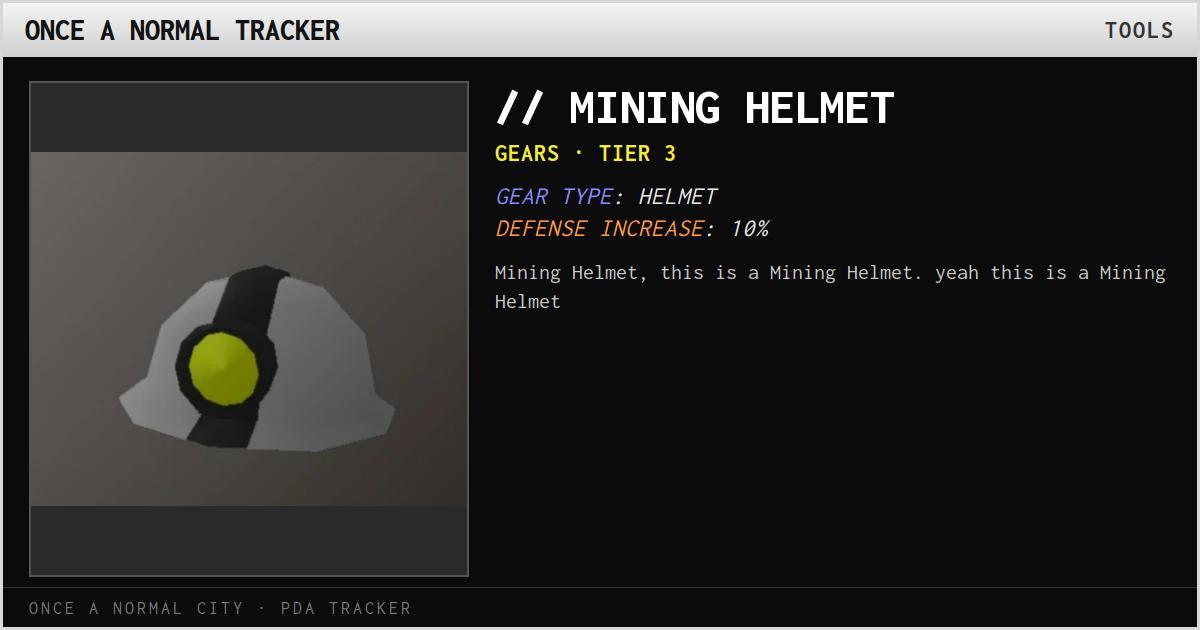 ONCE A NORMAL TRACKER
TOOLS
// MINING HELMET
GEARS · TIER 3
GEAR TYPE: HELMET
DEFENSE INCREASE: 10%
Mining Helmet, this is a Mining Helmet. yeah this is a Mining
Helmet
ONCE A NORMAL CITY · PDA TRACKER